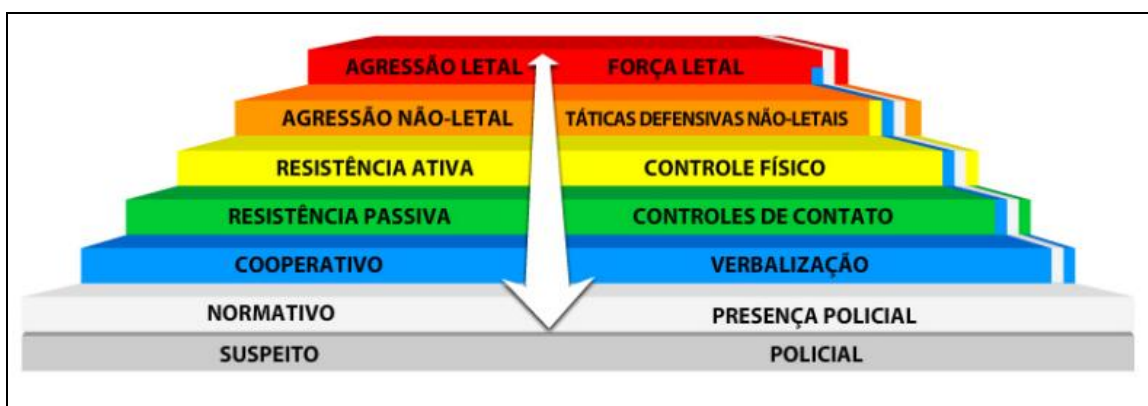 AGRESSÃO LETAL FORÇA LETAL
AGRESSÃO NÃO-LETAL TÁTICAS DEFENSIVAS NÃO-LETAIS
RESISTÊNCIA ATIVA CONTROLE FÍSICO
RESISTÊNCIA PASSIVA CONTROLES DE CONTATO
COOPERATIVO VERBALIZAÇÃO
NORMATIVO PRESENÇA POLICIAL
SUSPEITO POLICIAL